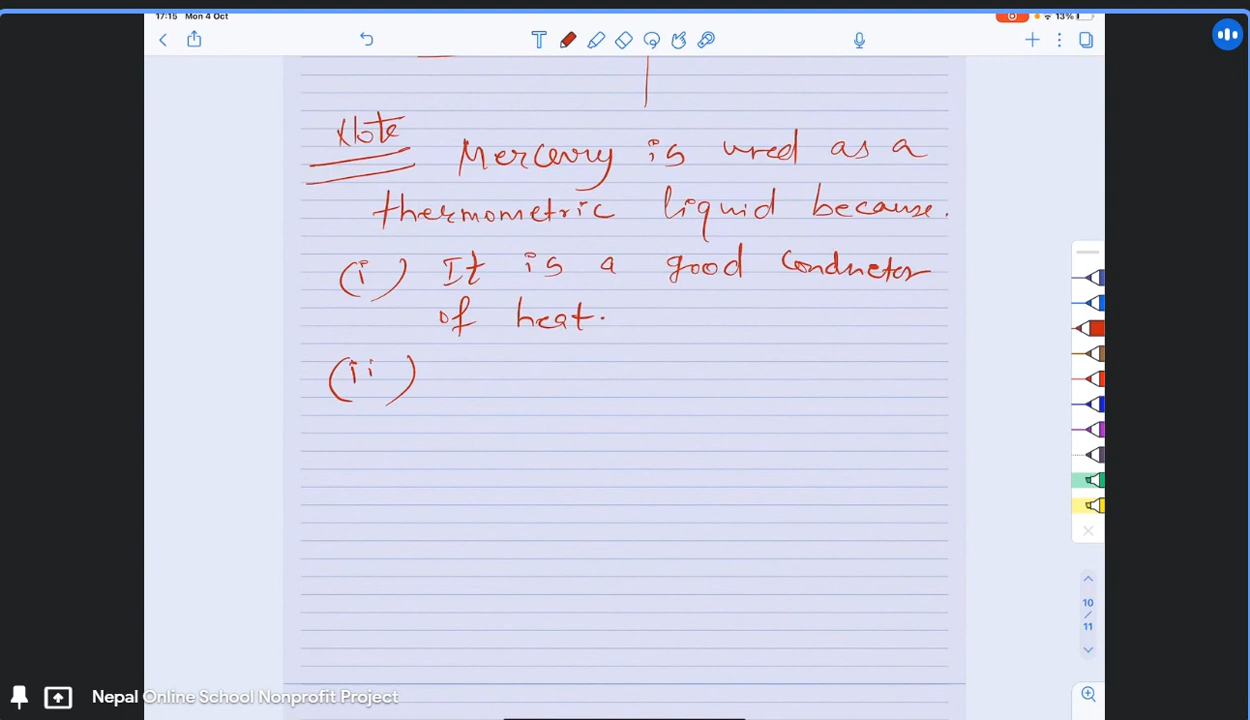 17:15 Mon 4 Oct
13%
T
Note
Mercury is used as a
thermometric liquid because.
(i) It is a good conductor
of heat.
(ii)
10
/
11
Nepal Online School Nonprofit Project